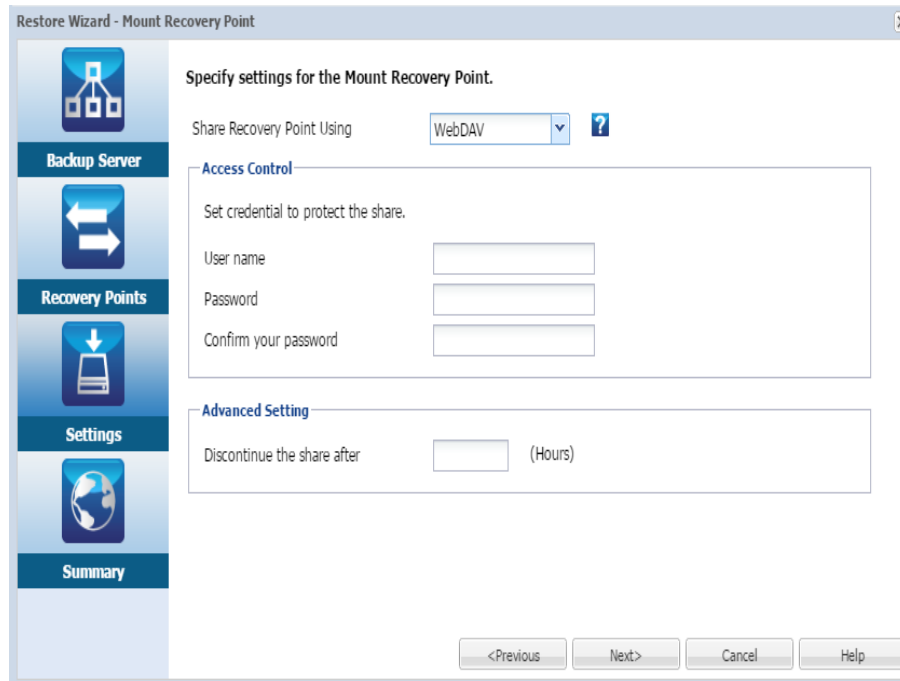 Restore Wizard - Mount Recovery Point
Backup Server
Recovery Points
Settings
Summary
Specify settings for the Mount Recovery Point.
Share Recovery Point Using WebDAV ?
Access Control
Set credential to protect the share.
User name
Password
Confirm your password
Advanced Setting
Discontinue the share after (Hours)
<Previous Next> Cancel Help